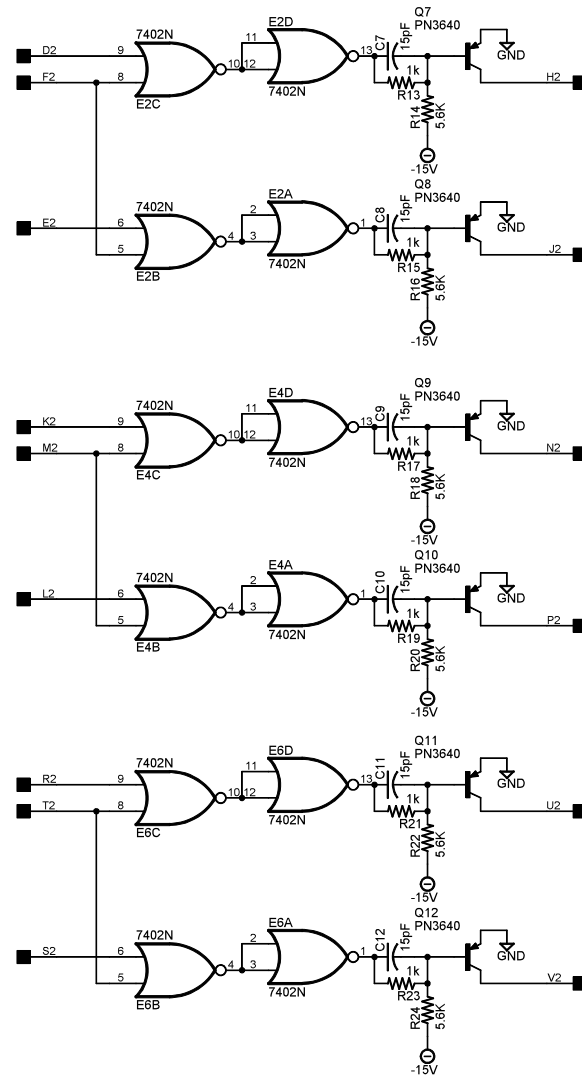 Q7
7402N E2D PN3640
D2 9 11 13 C7 15pF GND
F2 8 10 12 1k H2
E2C 7402N R13
R14 5.6K
-15V
Q8
7402N E2A PN3640
E2 6 2 1 C8 15pF GND
5 4 3 1k J2
E2B 7402N R15
R16 5.6K
-15V
Q9
7402N E4D PN3640
K2 9 11 13 C9 15pF GND
M2 8 10 12 1k N2
E4C 7402N R17
R18 5.6K
-15V
Q10
7402N E4A PN3640
L2 6 2 1 C10 15pF GND
5 4 3 1k P2
E4B 7402N R19
R20 5.6K
-15V
Q11
7402N E6D PN3640
R2 9 11 13 C11 15pF GND
T2 8 10 12 1k U2
E6C 7402N R21
R22 5.6K
-15V
Q12
7402N E6A PN3640
S2 6 2 1 C12 15pF GND
5 4 3 1k V2
E6B 7402N R23
R24 5.6K
-15V